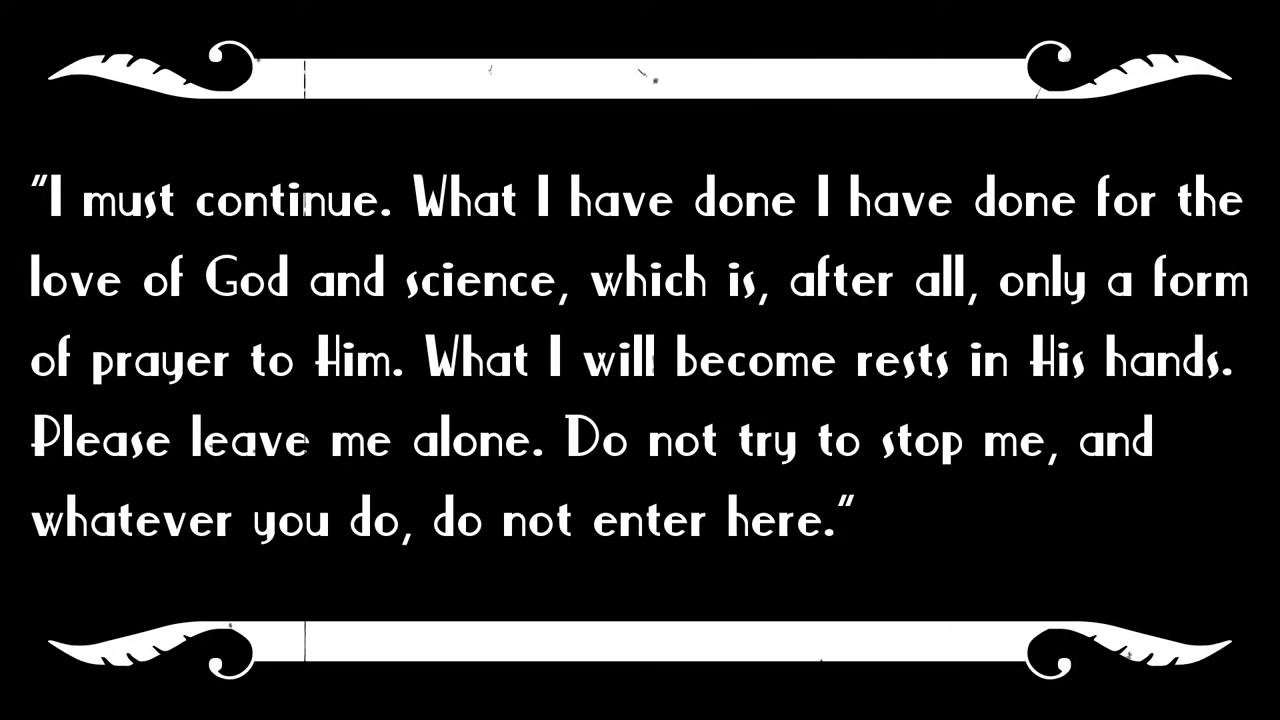 "I must continue. What I have done I have done for the
love of God and science, which is, after all, only a form
of prayer to Him. What I will become rests in His hands.
Please leave me alone. Do not try to stop me, and
whatever you do, do not enter here."